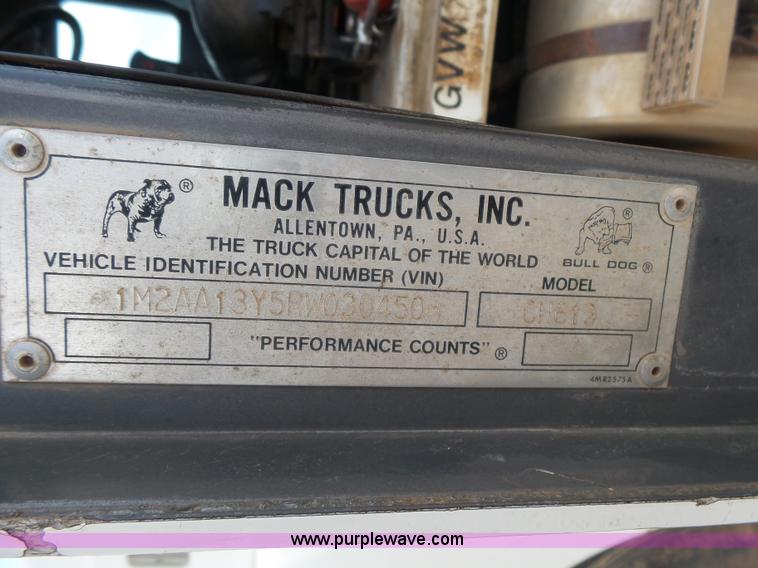 GVW
MACK TRUCKS, INC.
ALLENTOWN, PA., U.S.A.
THE TRUCK CAPITAL OF THE WORLD
VEHICLE IDENTIFICATION NUMBER (VIN)
MODEL
BULL DOG ®
1M2AA13Y5RW030450
CH613
"PERFORMANCE COUNTS" ®
4MR2575A
www.purplewave.com